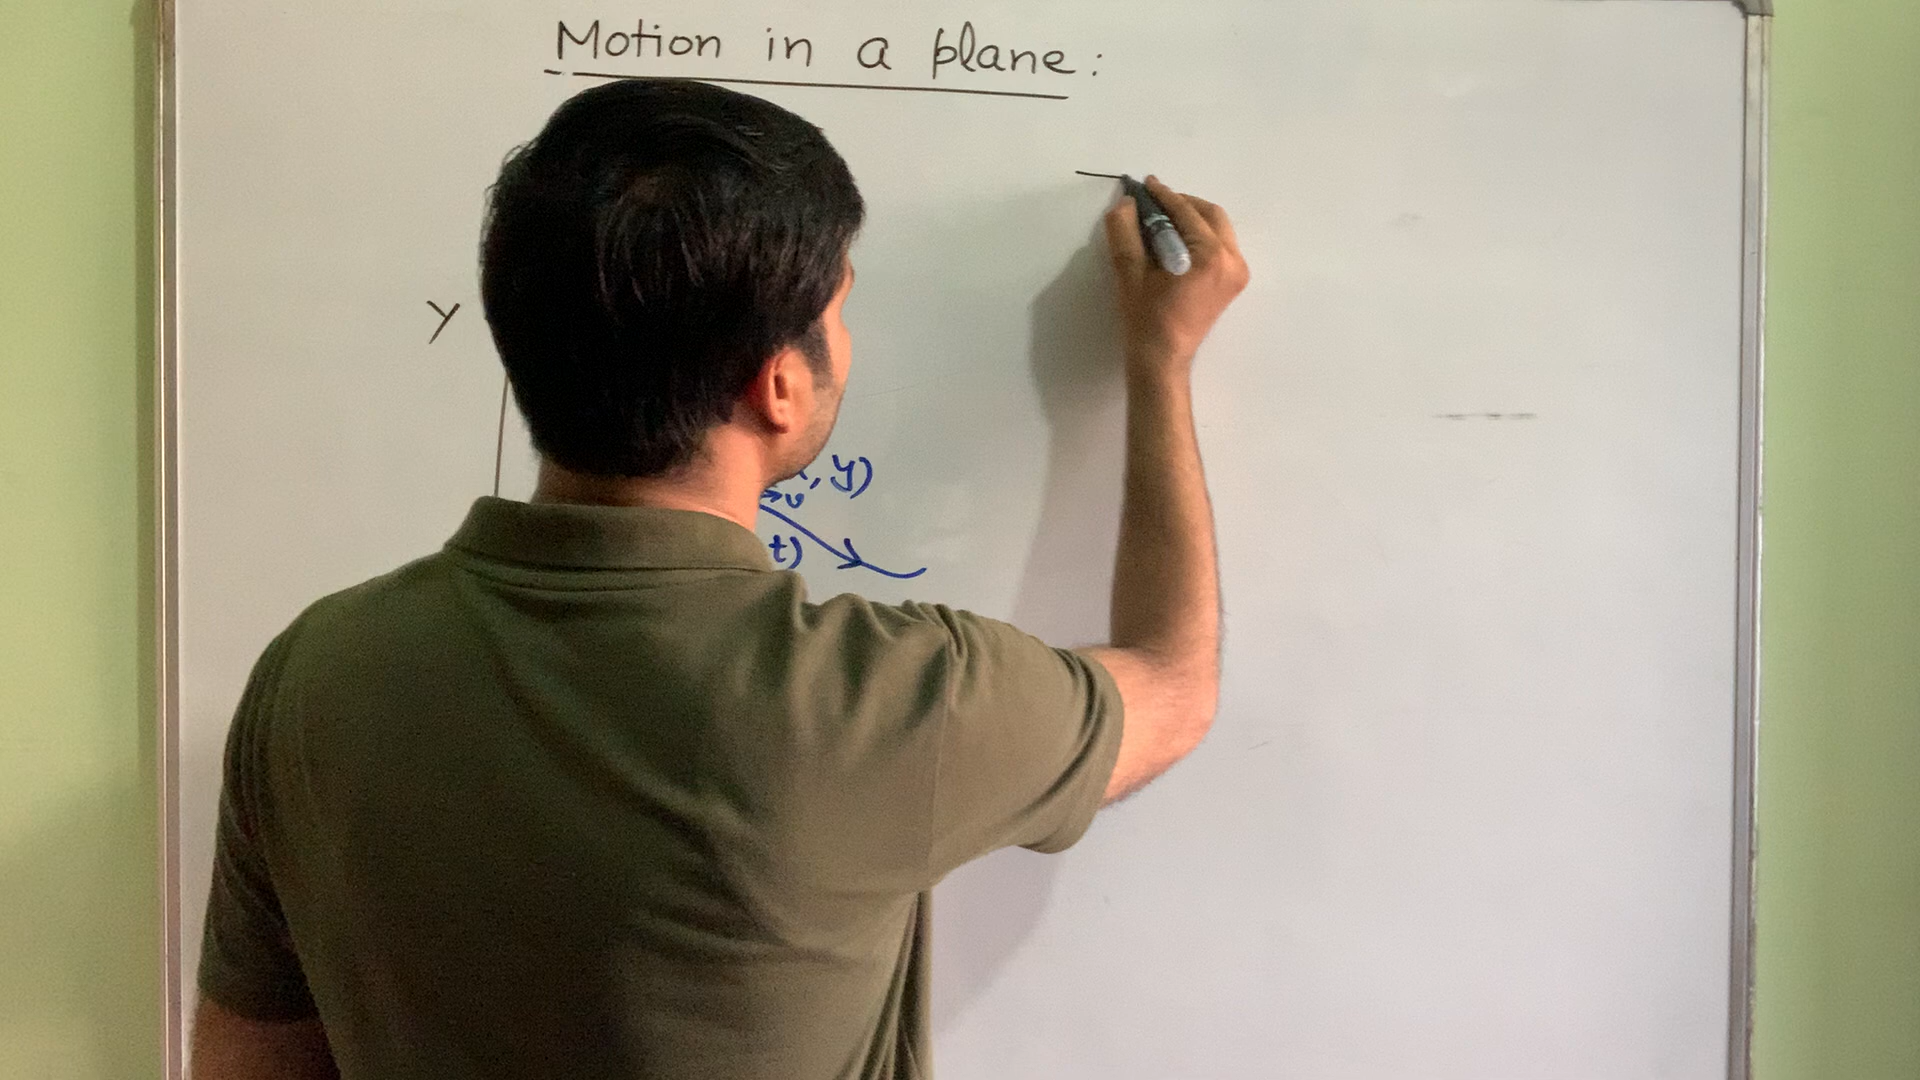 Motion in a plane:
y
, y)
v
t)